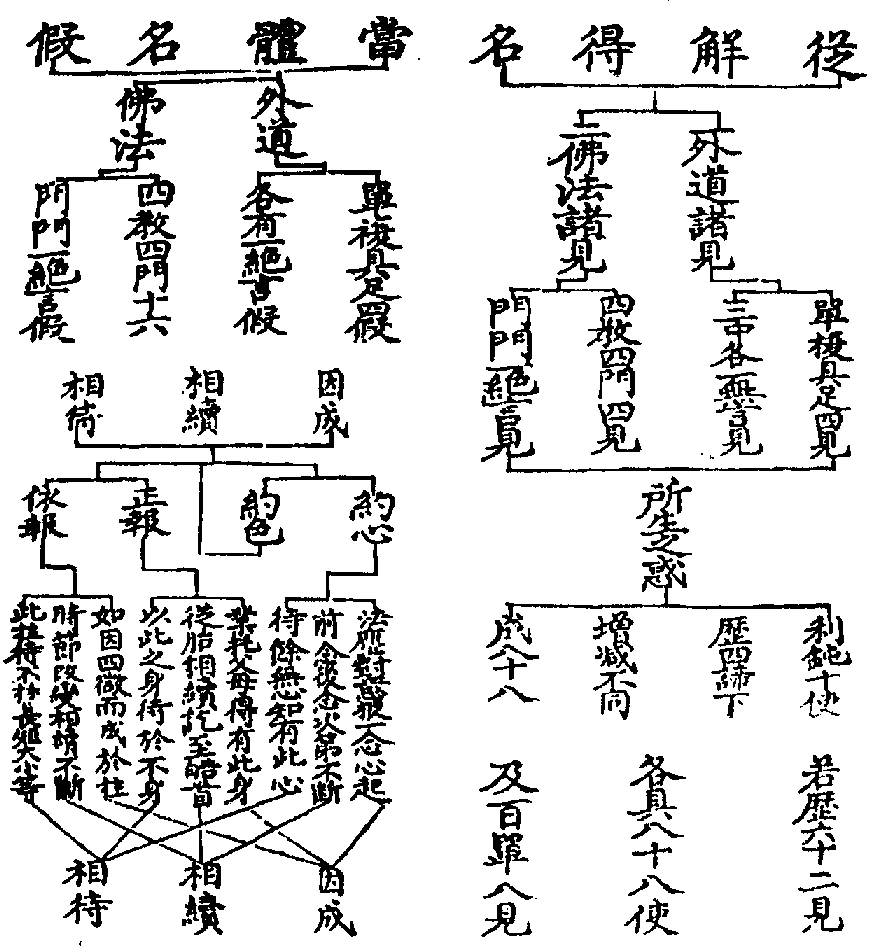 從解得名
外道諸見
二佛法諸見
單複具足四見
三中各一無言見
四教四門四見
門門一絕言見
所生之惑
利鈍十使
歷四諦下
增減不同
成八十八
若歷六十二見
各具八十八使
及百單八見
當體名假
外道
佛法
單複具足四假
各有一絕言假
四教四門十六
門門一絕言假
因成
相續
相待
約心
約色
正報
依報
法塵對意根一念心起
前念後念次第不斷
待餘無心知有此心
業托父母得有此身
從胎相續訖至皓首
以此之身待於不身
如因四微而成於柱
時節改變相續不斷
此柱待不柱長短大小等
因成
相續
相待